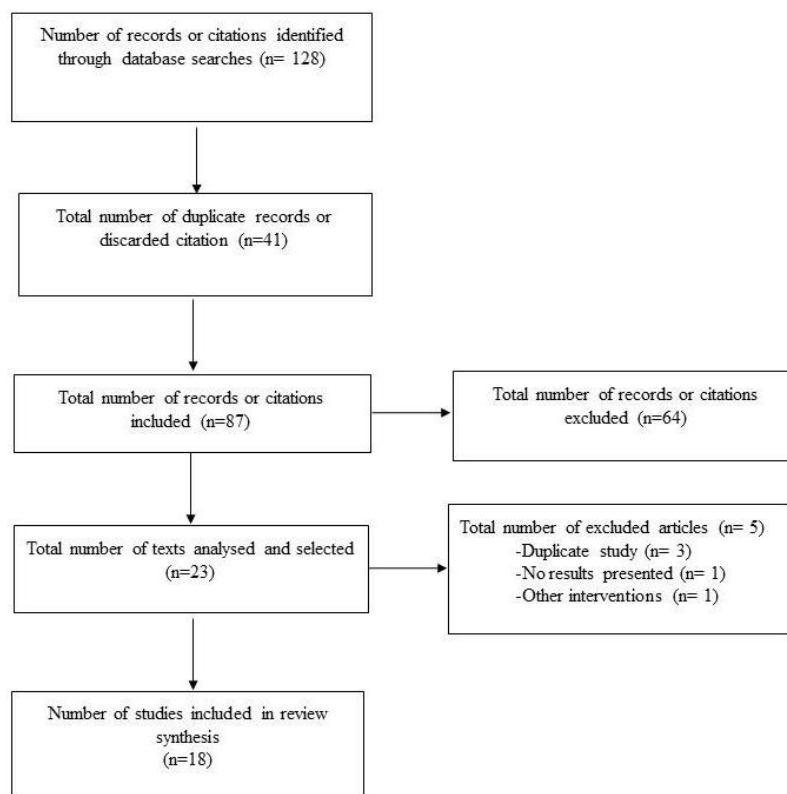 Number of records or citations identified
through database searches (n= 128)
Total number of duplicate records or
discarded citation (n=41)
Total number of records or citations
included (n=87)
Total number of records or citations
excluded (n=64)
Total number of texts analysed and selected
(n=23)
Total number of excluded articles (n= 5)
-Duplicate study (n= 3)
-No results presented (n= 1)
-Other interventions (n= 1)
Number of studies included in review
synthesis
(n=18)